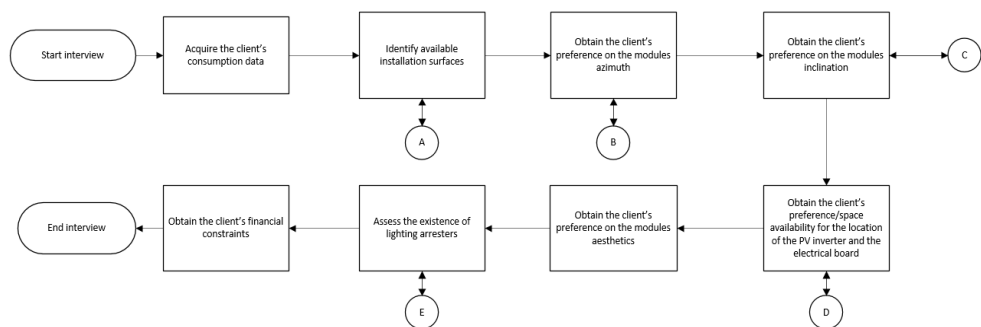 Start interview
Acquire the client's
consumption data
Identify available
installation surfaces
Obtain the client's
preference on the modules
azimuth
Obtain the client's
preference on the modules
inclination
C
A
B
End interview
Obtain the client's financial
constraints
Assess the existence of
lighting arresters
Obtain the client's
preference on the modules
aesthetics
Obtain the client's
preference/space
availability for the location
of the PV inverter and the
electrical board
E
D